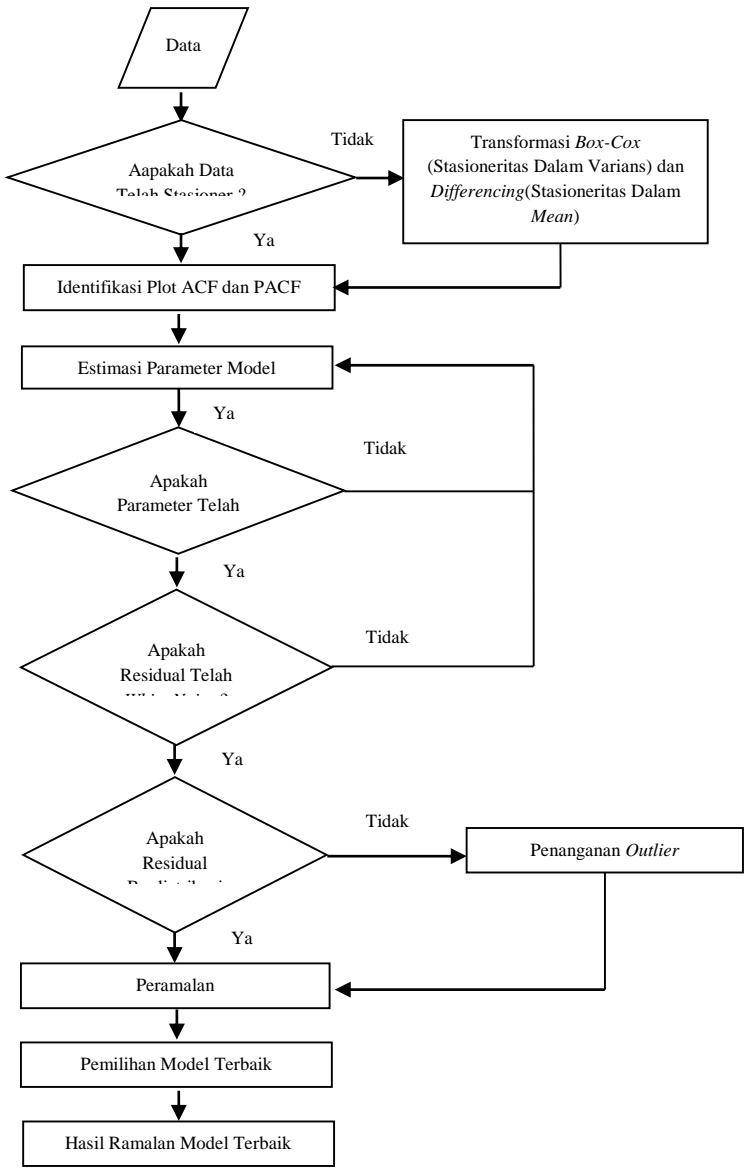 Data
Tidak
Aapakah Data
Telah Stasioner ?
Transformasi Box-Cox
(Stasioneritas Dalam Varians) dan
Differencing(Stasioneritas Dalam
Mean)
Ya
Identifikasi Plot ACF dan PACF
Estimasi Parameter Model
Ya
Tidak
Apakah
Parameter Telah
Ya
Tidak
Apakah
Residual Telah
Ya
Tidak
Apakah
Residual
Penanganan Outlier
Ya
Peramalan
Pemilihan Model Terbaik
Hasil Ramalan Model Terbaik